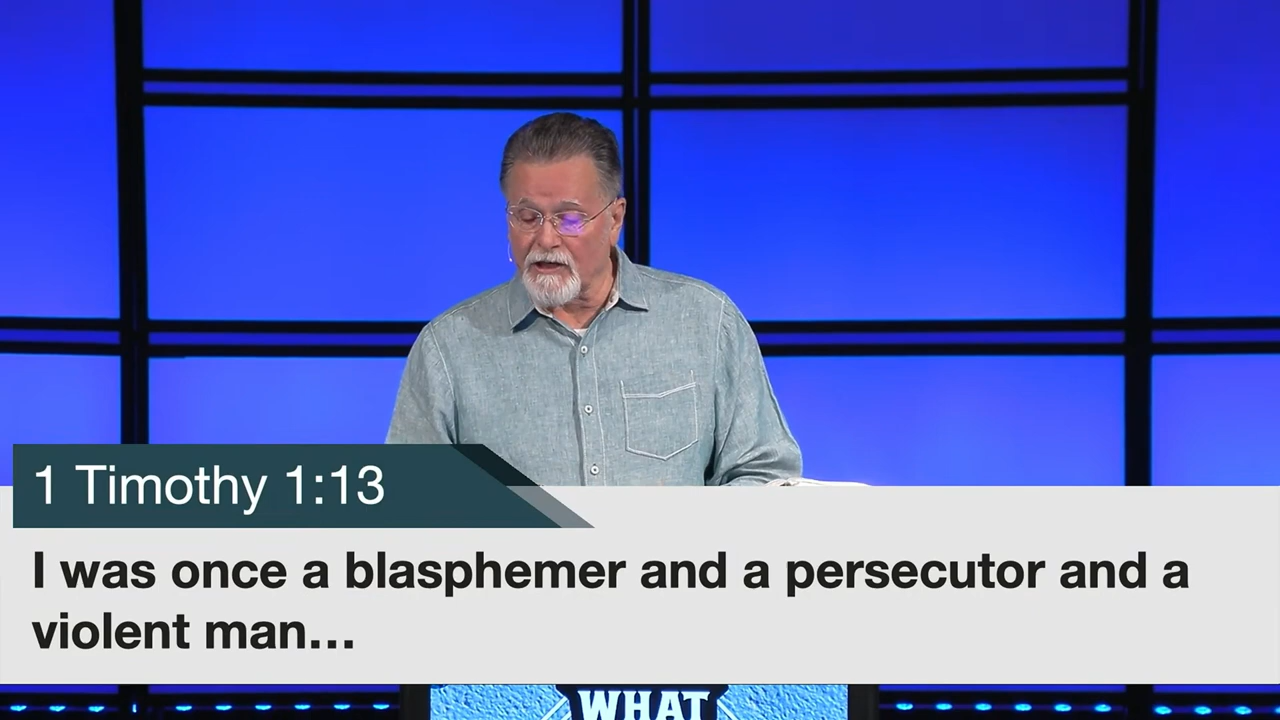 1 Timothy 1:13
I was once a blasphemer and a persecutor and a
violent man...
WHAT